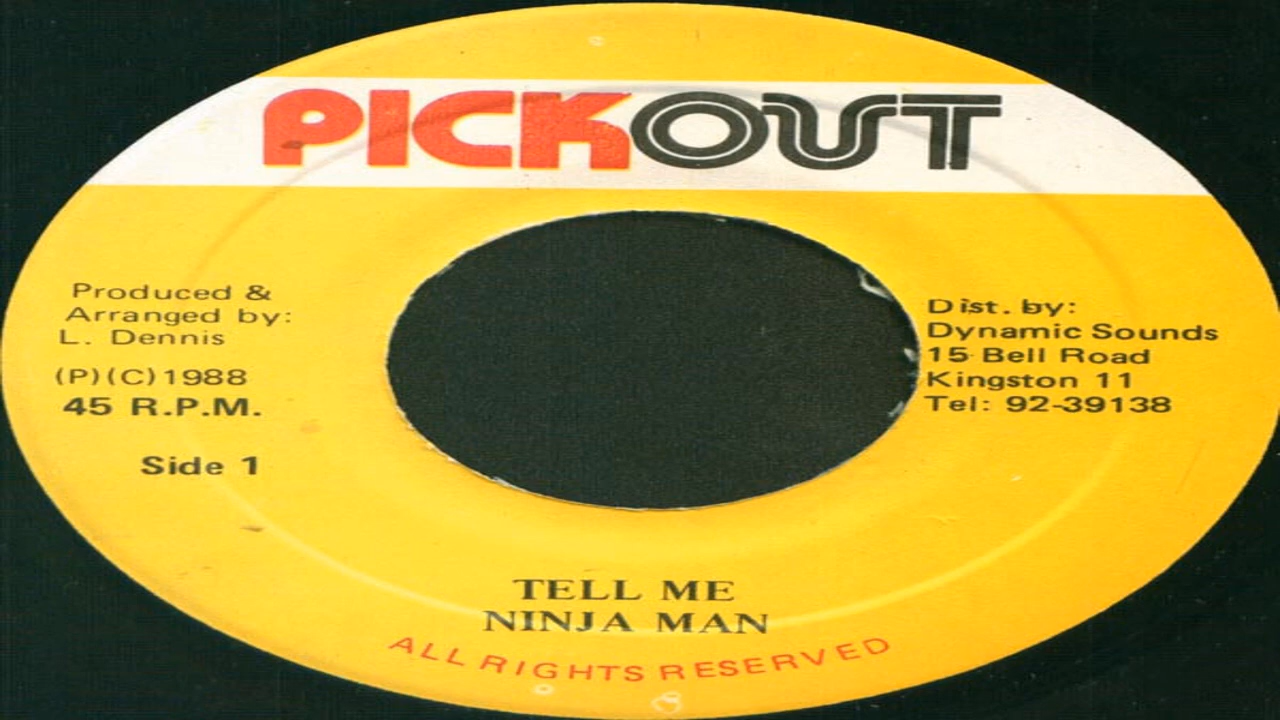 PICKOUT
Produced &
Arranged by:
L. Dennis
(P)(C)1988
45 R.P.M.
Side 1
Dist. by:
Dynamic Sounds
15 Bell Road
Kingston 11
Tel: 92-39138
TELL ME
NINJA MAN
ALL RIGHTS RESERVED